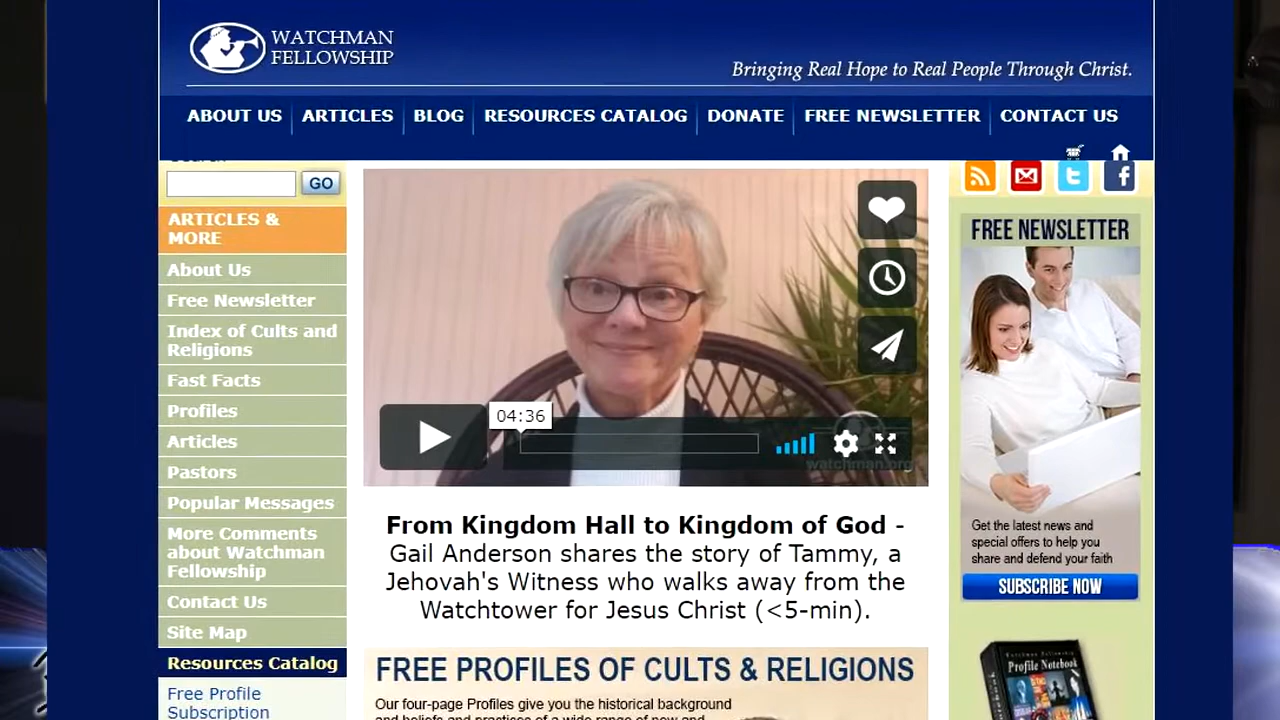 WATCHMAN
FELLOWSHIP
Bringing Real Hope to Real People Through Christ.
ABOUT US ARTICLES BLOG RESOURCES CATALOG DONATE FREE NEWSLETTER CONTACT US
GO
ARTICLES &
MORE
About Us
Free Newsletter
Index of Cults and
Religions
Fast Facts
Profiles
Articles
Pastors
Popular Messages
More Comments
about Watchman
Fellowship
Contact Us
Site Map
Resources Catalog
Free Profile
Subscription
04:36
watchman.org
From Kingdom Hall to Kingdom of God -
Gail Anderson shares the story of Tammy, a
Jehovah's Witness who walks away from the
Watchtower for Jesus Christ (<5-min).
FREE PROFILES OF CULTS & RELIGIONS
Our four-page Profiles give you the historical background
FREE NEWSLETTER
Get the latest news and
special offers to help you
share and defend your faith
SUBSCRIBE NOW
Watchman Fellowship
Profile Notebook